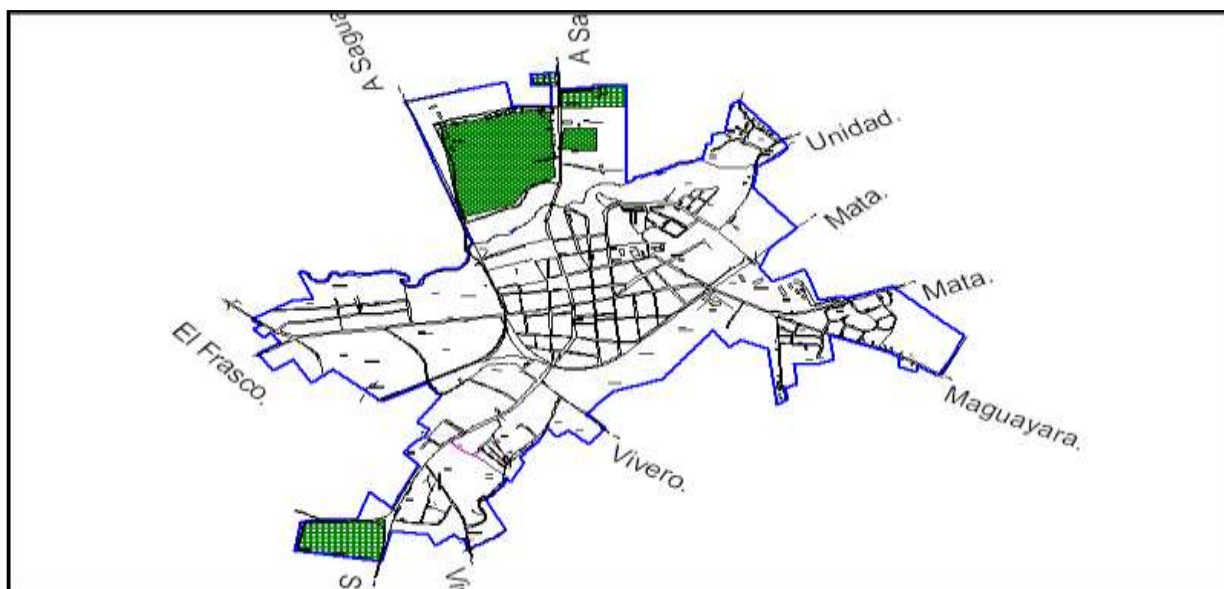 A Sagua
A Sa
Unidad.
Mata.
Mata.
El Frasco.
Maguayara.
Vivero.
S